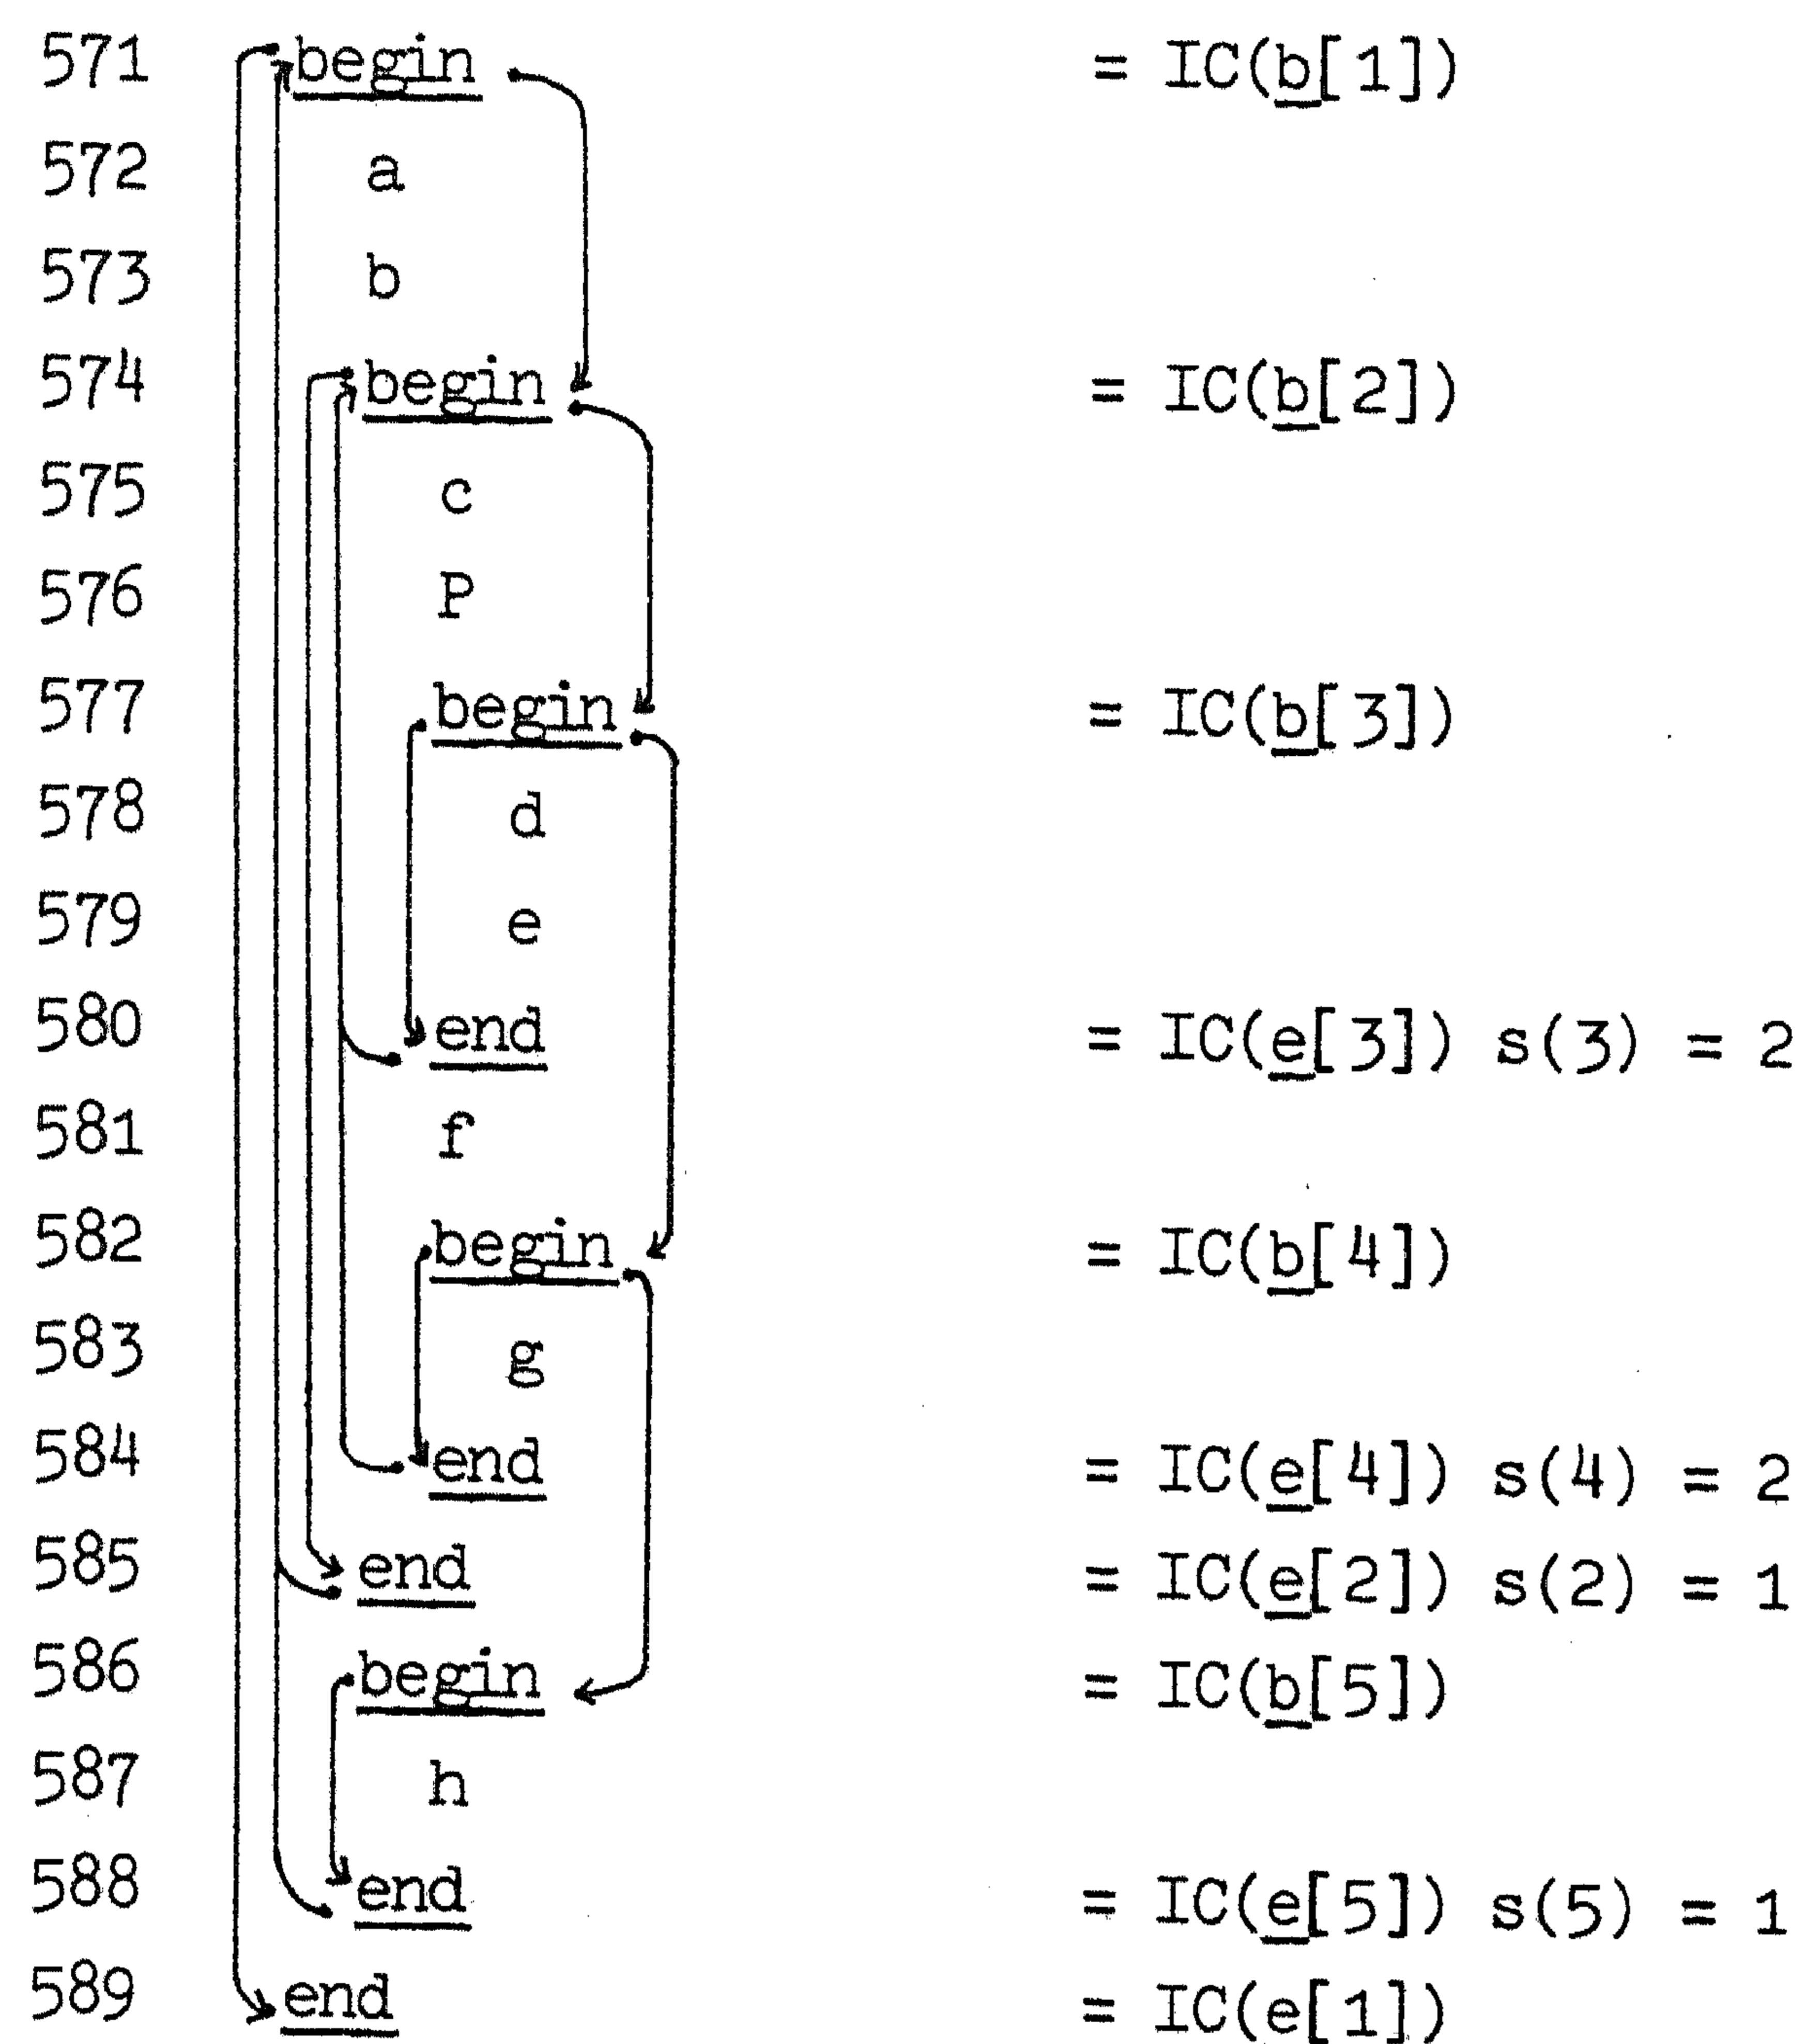 571 begin = IC(b[1])
572 a
573 b
574 begin = IC(b[2])
575 c
576 P
577 begin = IC(b[3])
578 d
579 e
580 end = IC(e[3]) s(3) = 2
581 f
582 begin = IC(b[4])
583 g
584 end = IC(e[4]) s(4) = 2
585 end = IC(e[2]) s(2) = 1
586 begin = IC(b[5])
587 h
588 end = IC(e[5]) s(5) = 1
589 end = IC(e[1])